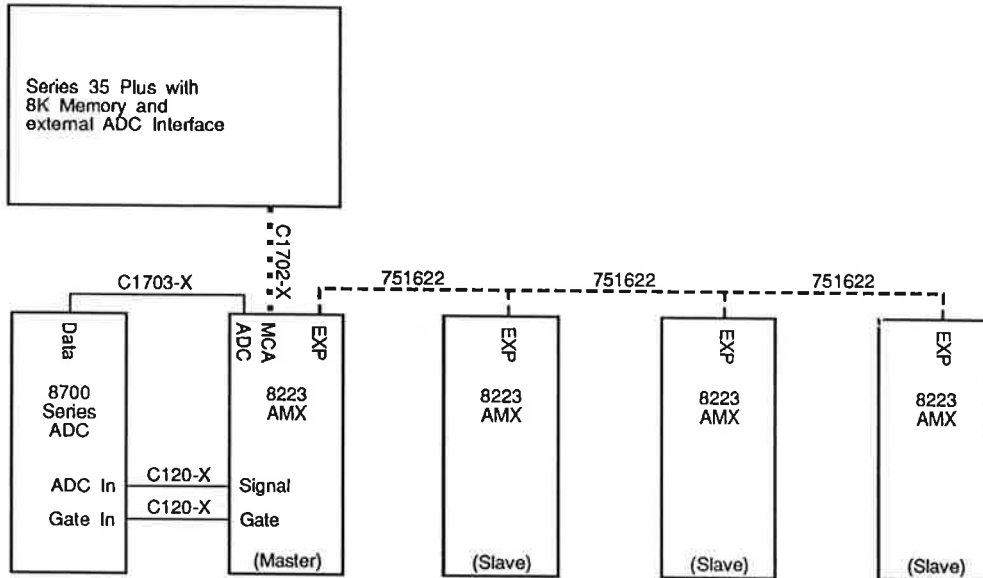 Series 35 Plus with
8K Memory and
external ADC Interface
C1702-X
C1703-X
751622
751622
751622
Data
ADC
MCA
EXP
EXP
EXP
EXP
8700
Series
ADC
8223
AMX
8223
AMX
8223
AMX
8223
AMX
ADC In
C120-X
Signal
Gate In
C120-X
Gate
(Master)
(Slave)
(Slave)
(Slave)